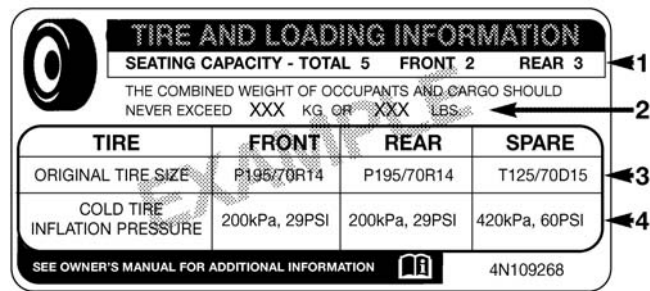 TIRE AND LOADING INFORMATION
SEATING CAPACITY - TOTAL 5 FRONT 2 REAR 3 1
THE COMBINED WEIGHT OF OCCUPANTS AND CARGO SHOULD
NEVER EXCEED XXX KG OR XXX LBS. 2
EXAMPLE
TIRE FRONT REAR SPARE
ORIGINAL TIRE SIZE P195/70R14 P195/70R14 T125/70D15 3
COLD TIRE
INFLATION PRESSURE 200kPa, 29PSI 200kPa, 29PSI 420kPa, 60PSI 4
SEE OWNER'S MANUAL FOR ADDITIONAL INFORMATION i 4N109268